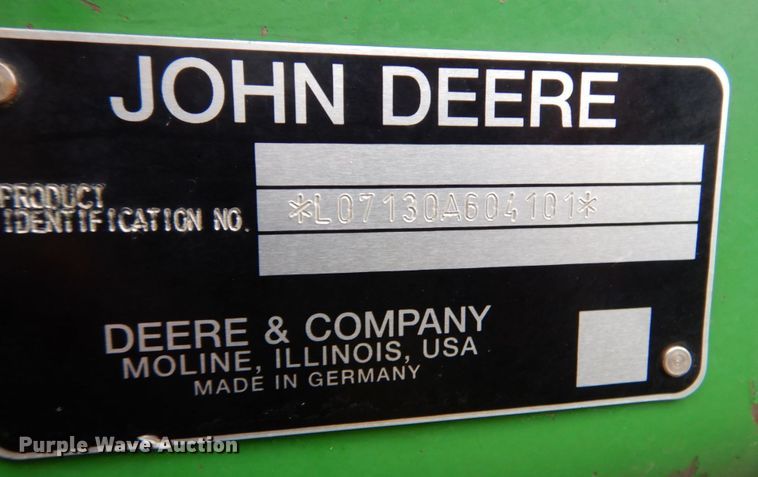 JOHN DEERE
PRODUCT
IDENTIFICATION NO.
*L07130A604101*
DEERE & COMPANY
MOLINE, ILLINOIS, USA
MADE IN GERMANY
Purple Wave Auction